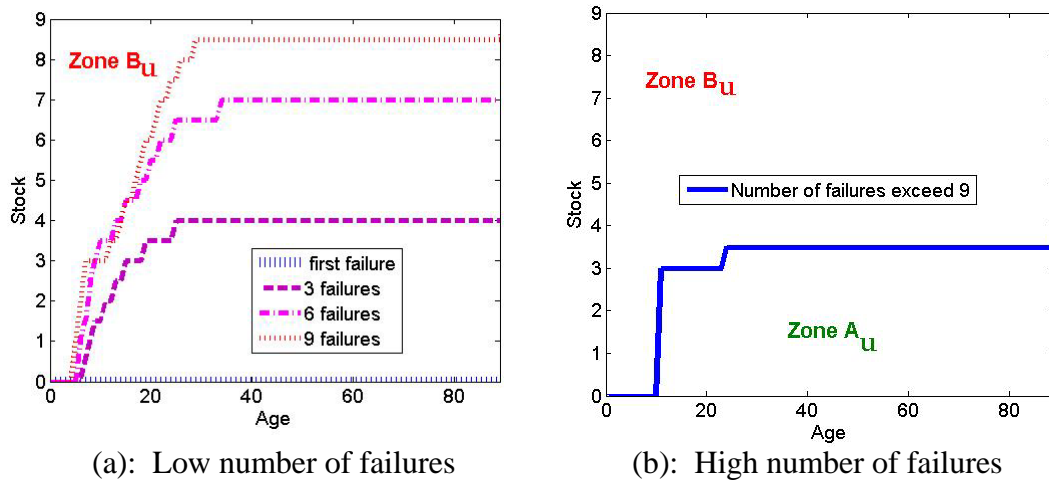 9
8
7
6
5
4
3
2
1
0
Stock
Zone Bu
first failure
3 failures
6 failures
9 failures
0 20 40 60 80
Age
(a): Low number of failures
9
8
7
6
5
4
3
2
1
0
Stock
Zone Bu
Number of failures exceed 9
Zone Au
0 20 40 60 80
Age
(b): High number of failures